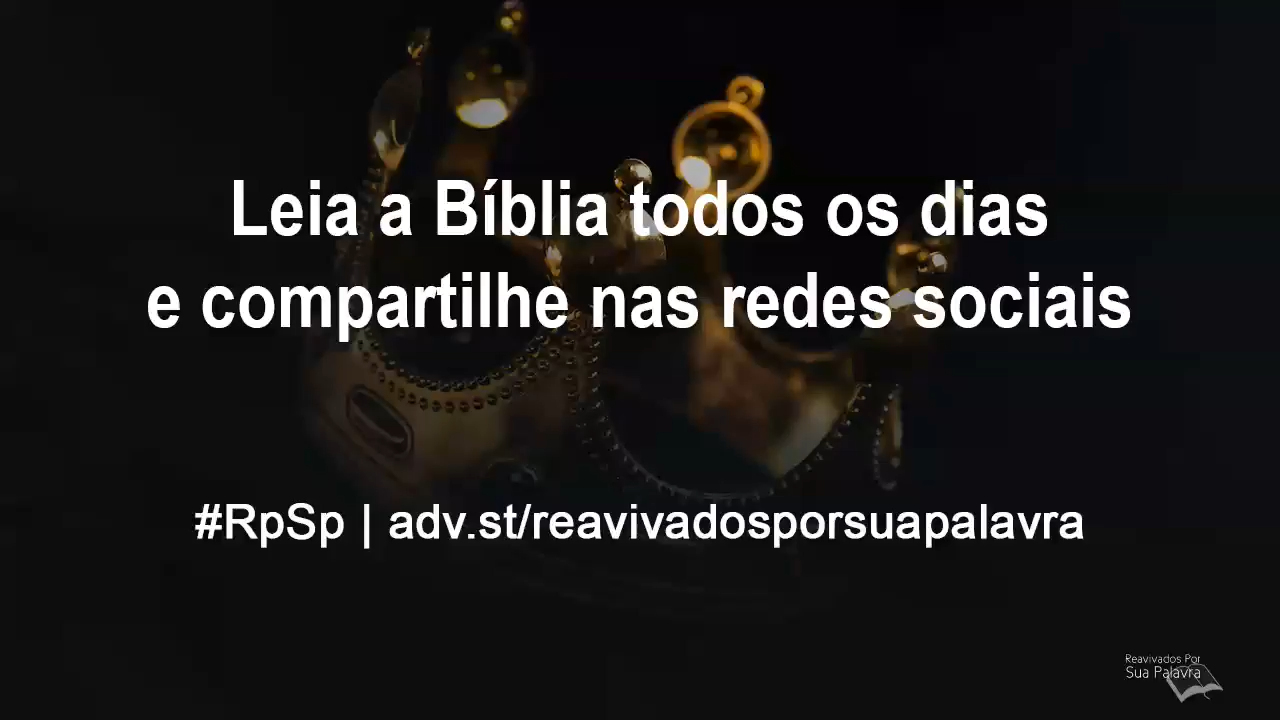 Leia a Bíblia todos os dias
e compartilhe nas redes sociais
#RpSp | adv.st/reavivadosporsuapalavra
Reavivados Por
Sua Palavra